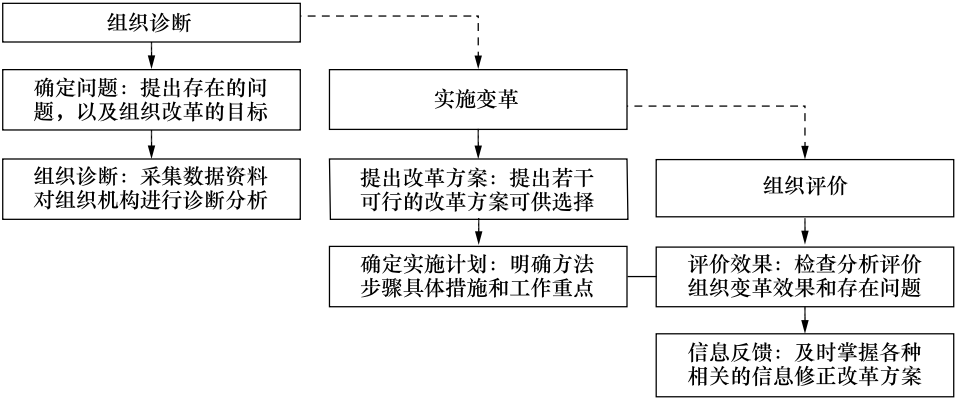 组织诊断
确定问题：提出存在的问
题，以及组织改革的目标
组织诊断：采集数据资料
对组织机构进行诊断分析
实施变革
提出改革方案：提出若干
可行的改革方案可供选择
确定实施计划：明确方法
步骤具体措施和工作重点
组织评价
评价效果：检查分析评价
组织变革效果和存在问题
信息反馈：及时掌握各种
相关的信息修正改革方案